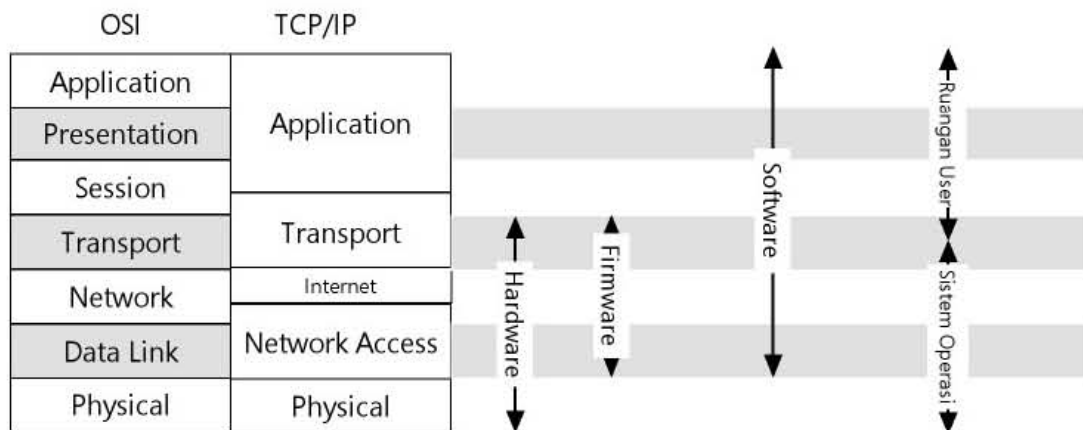 OSI
TCP/IP
Application
Presentation
Session
Transport
Network
Data Link
Physical
Application
Transport
Internet
Network Access
Physical
Hardware
Firmware
Software
Ruangan User
Sistem Operasi